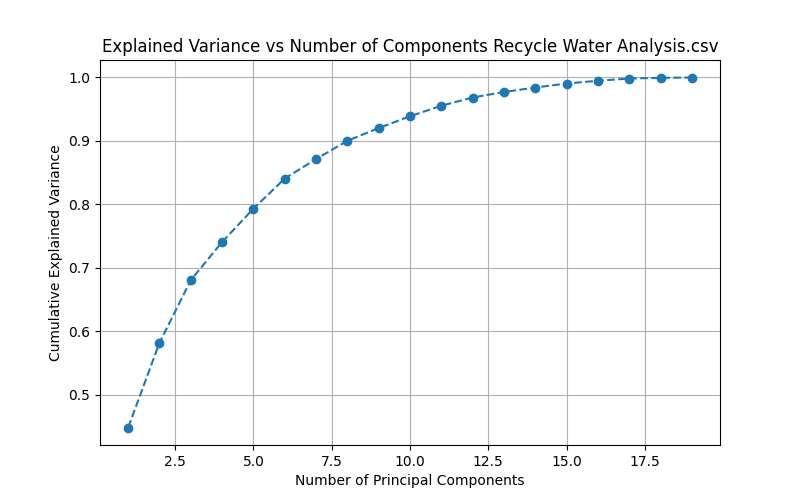 Explained Variance vs Number of Components Recycle Water Analysis.csv
1.0
0.9
0.8
0.7
0.6
0.5
Cumulative Explained Variance
2.5 5.0 7.5 10.0 12.5 15.0 17.5
Number of Principal Components